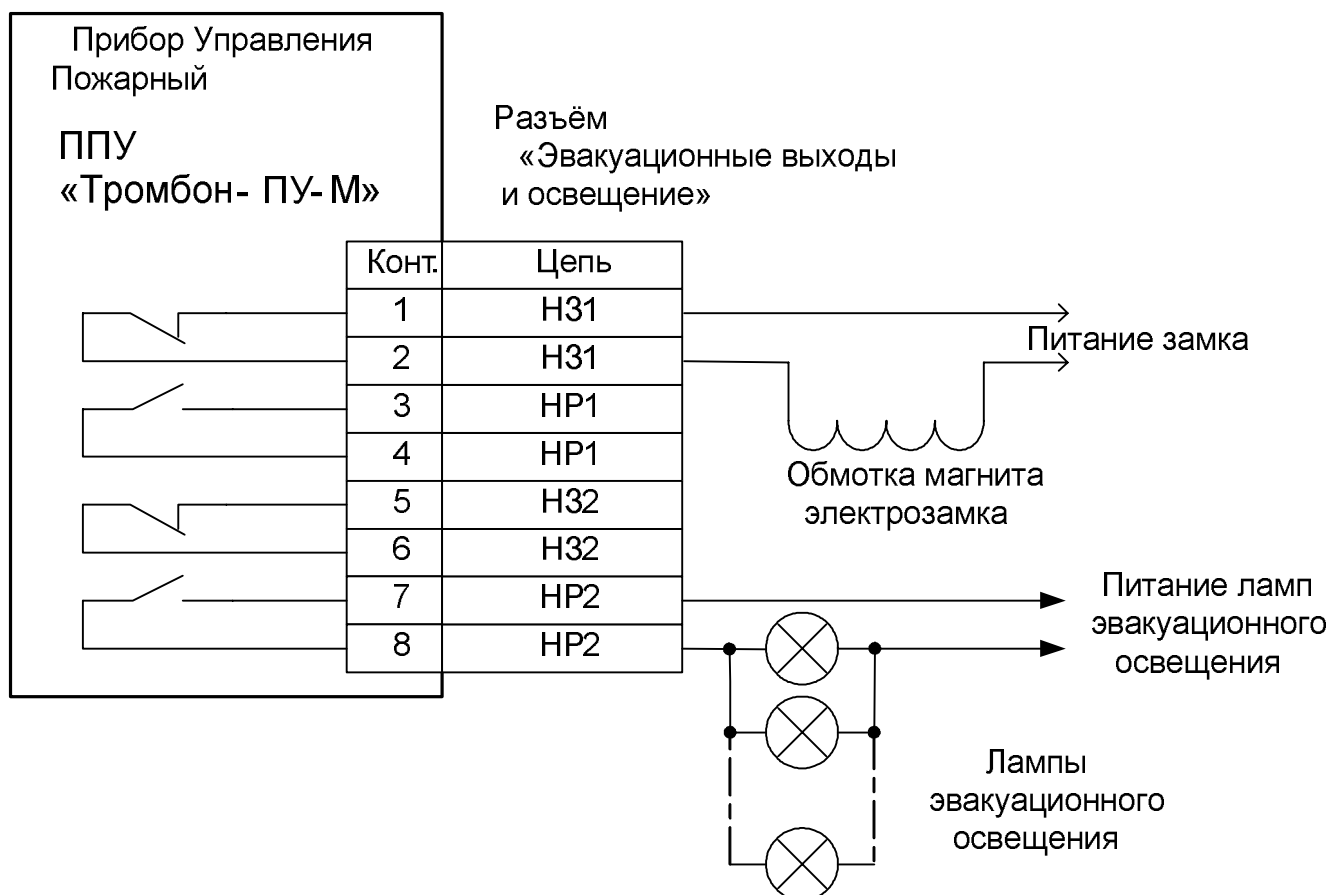 Прибор Управления
Пожарный
ППУ
«Тромбон- ПУ-М»
Разъём
«Эвакуационные выходы
и освещение»
Конт. Цепь
1 НЗ1
2 НЗ1
3 НР1
4 НР1
5 НЗ2
6 НЗ2
7 НР2
8 НР2
Питание замка
Обмотка магнита
электрозамка
Питание ламп
эвакуационного
освещения
Лампы
эвакуационного
освещения